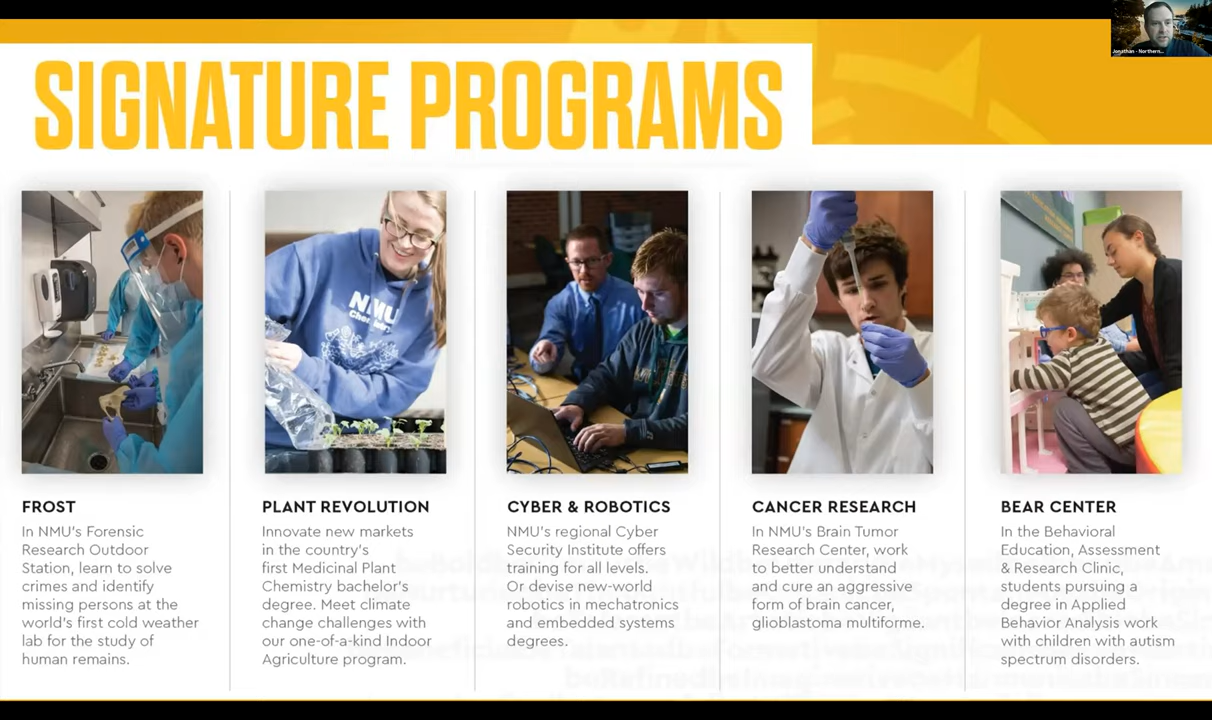 Jonathan - Northern...
SIGNATURE PROGRAMS
NMU
FROST
In NMU's Forensic
Research Outdoor
Station, learn to solve
crimes and identify
missing persons at the
world's first cold weather
lab for the study of
human remains.
PLANT REVOLUTION
Innovate new markets
in the country's
first Medicinal Plant
Chemistry bachelor's
degree. Meet climate
change challenges with
our one-of-a-kind Indoor
Agriculture program.
CYBER & ROBOTICS
NMU's regional Cyber
Security Institute offers
training for all levels.
Or devise new-world
robotics in mechatronics
and embedded systems
degrees.
CANCER RESEARCH
In NMU's Brain Tumor
Research Center, work
to better understand
and cure an aggressive
form of brain cancer,
glioblastoma multiforme.
BEAR CENTER
In the Behavioral
Education, Assessment
& Research Clinic,
students pursuing a
degree in Applied
Behavior Analysis work
with children with autism
spectrum disorders.